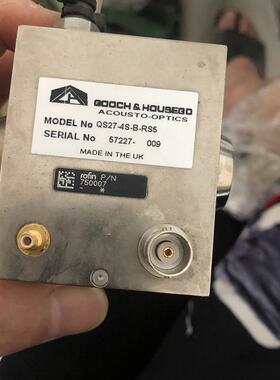 GOOCH & HOUSEGO
ACOUSTO-OPTICS
MODEL No QS27-4S-B-RS5
SERIAL No 57227- 009
MADE IN THE UK
rofin P/N
750007